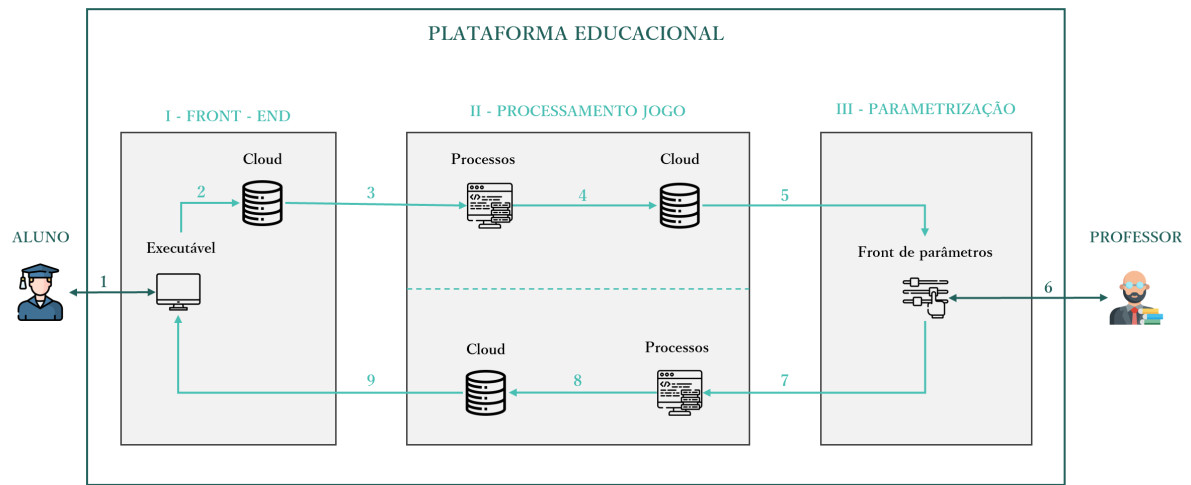 PLATAFORMA EDUCACIONAL
I - FRONT - END
II - PROCESSAMENTO JOGO
III - PARAMETRIZAÇÃO
Cloud
Processos
Cloud
2
3
4
5
ALUNO
Executável
Front de parâmetros
PROFESSOR
1
6
Cloud
Processos
9
8
7